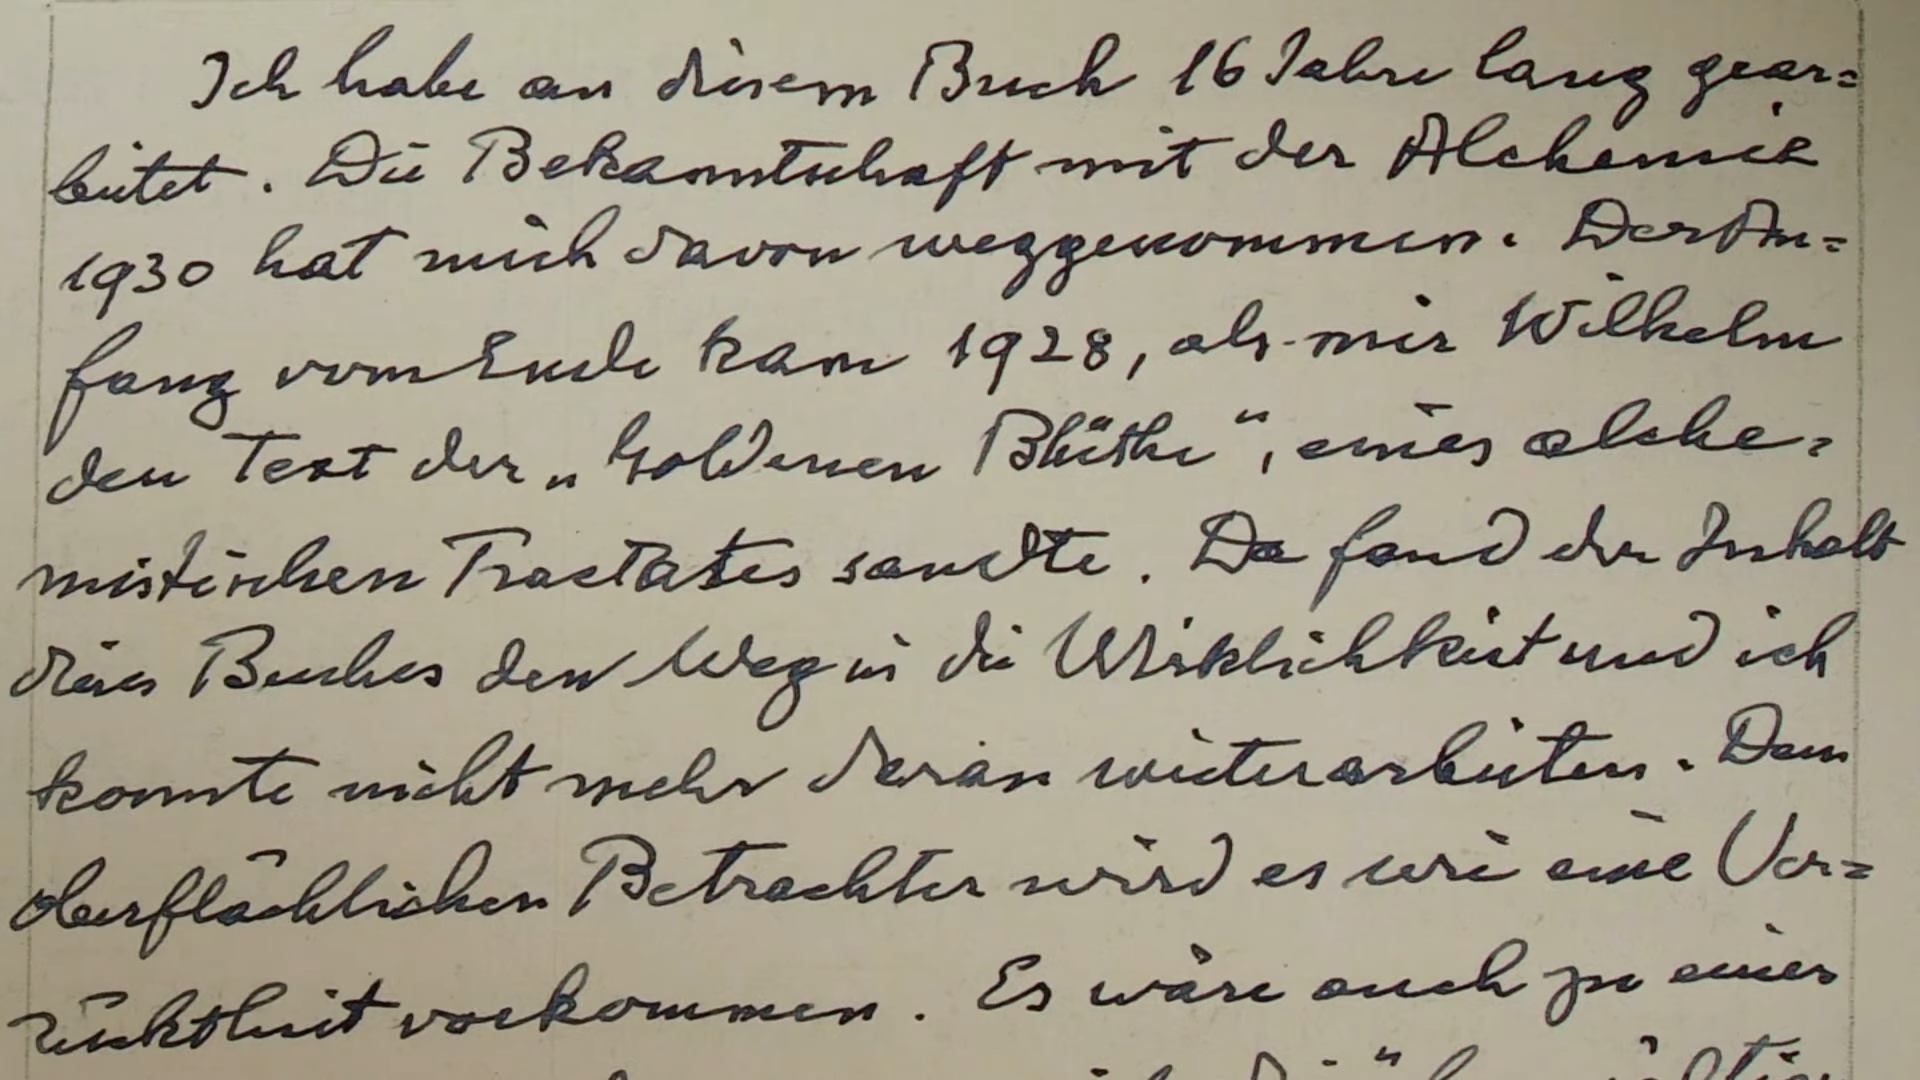 Ich habe an diesem Buch 16 Jahre lang gear=
beitet. Die Bekanntschaft mit der Alchemie
1930 hat mich davon weggenommen. Der An=
fang vom Ende kam 1928, als mir Wilhelm
den Text der „Goldenen Blüthe“, eines alche=
mistischen Tractates sandte. Da fand der Inhalt
dieses Buches den Weg in die Wirklichkeit und ich
konnte nicht mehr daran weiterarbeiten. Dem
oberflächlichen Betrachter wird es wie eine Ver=
rücktheit vorkommen. Es wäre auch zu einer